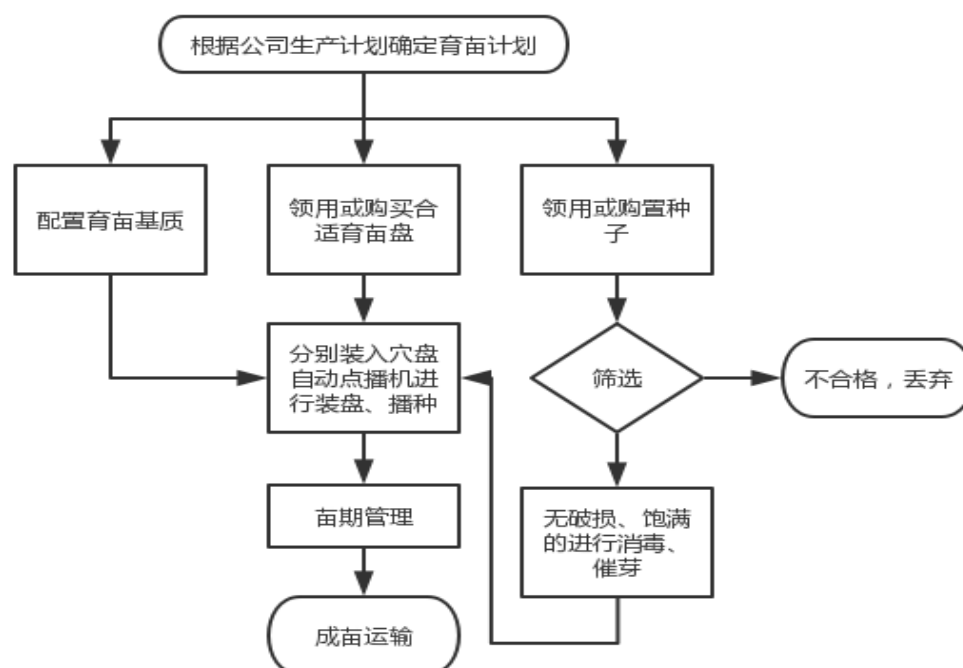 根据公司生产计划确定育苗计划
配置育苗基质
领用或购买合
适育苗盘
领用或购置种
子
分别装入穴盘
自动点播机进
行装盘、播种
筛选
不合格，丢弃
苗期管理
无破损、饱满
的进行消毒、
催芽
成苗运输